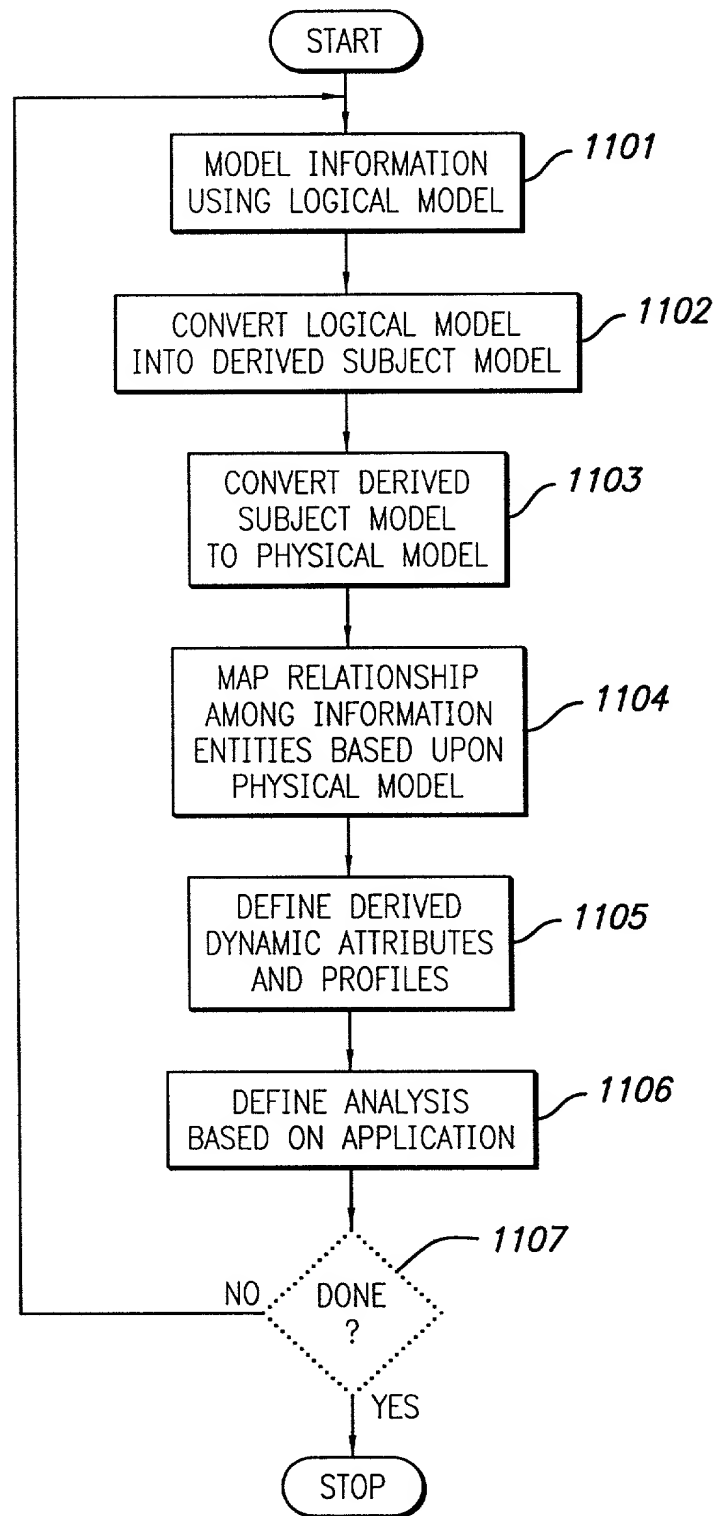 START
MODEL INFORMATION
USING LOGICAL MODEL
1101
CONVERT LOGICAL MODEL
INTO DERIVED SUBJECT MODEL
1102
CONVERT DERIVED
SUBJECT MODEL
TO PHYSICAL MODEL
1103
MAP RELATIONSHIP
AMONG INFORMATION
ENTITIES BASED UPON
PHYSICAL MODEL
1104
DEFINE DERIVED
DYNAMIC ATTRIBUTES
AND PROFILES
1105
DEFINE ANALYSIS
BASED ON APPLICATION
1106
1107
NO
DONE
?
YES
STOP